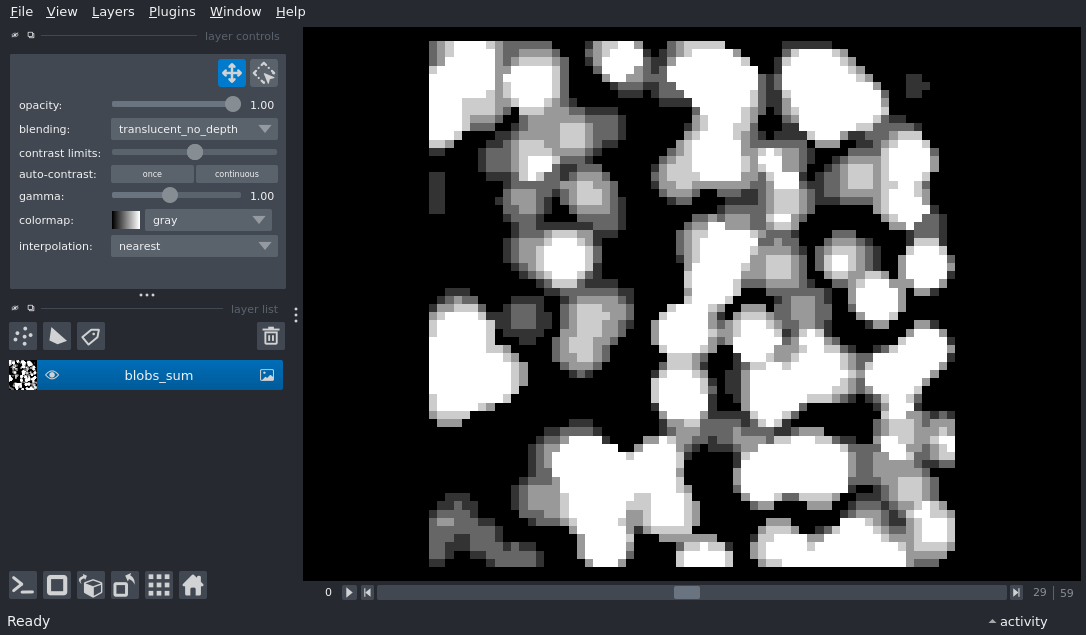 File View Layers Plugins Window Help
layer controls
opacity: 1.00
blending: translucent_no_depth
contrast limits:
auto-contrast: once continuous
gamma: 1.00
colormap: gray
interpolation: nearest
layer list
blobs_sum
0 29 59
Ready activity